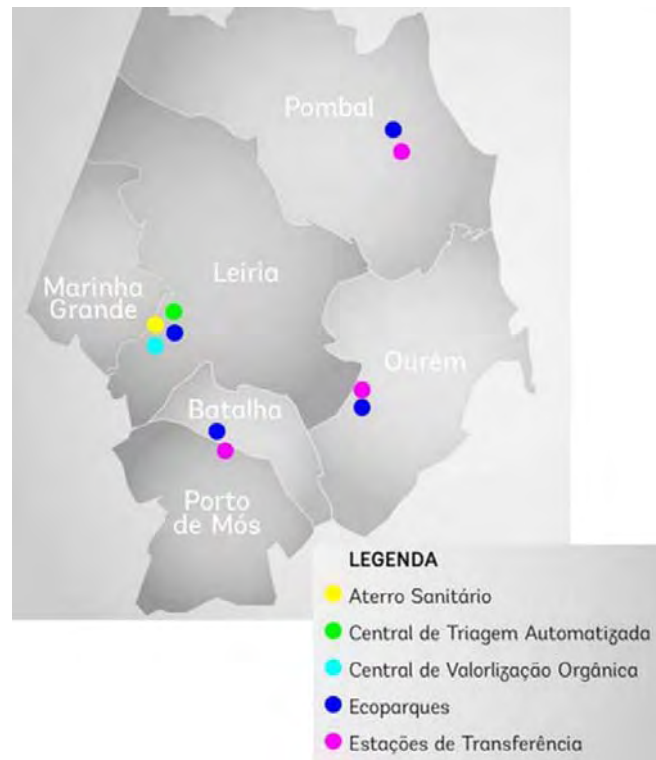 Pombal
Leiria
Marinha
Grande
Ourém
Batalha
Porto
de Mós
LEGENDA
Aterro Sanitário
Central de Triagem Automatizada
Central de Valorlização Orgânica
Ecoparques
Estações de Transferência